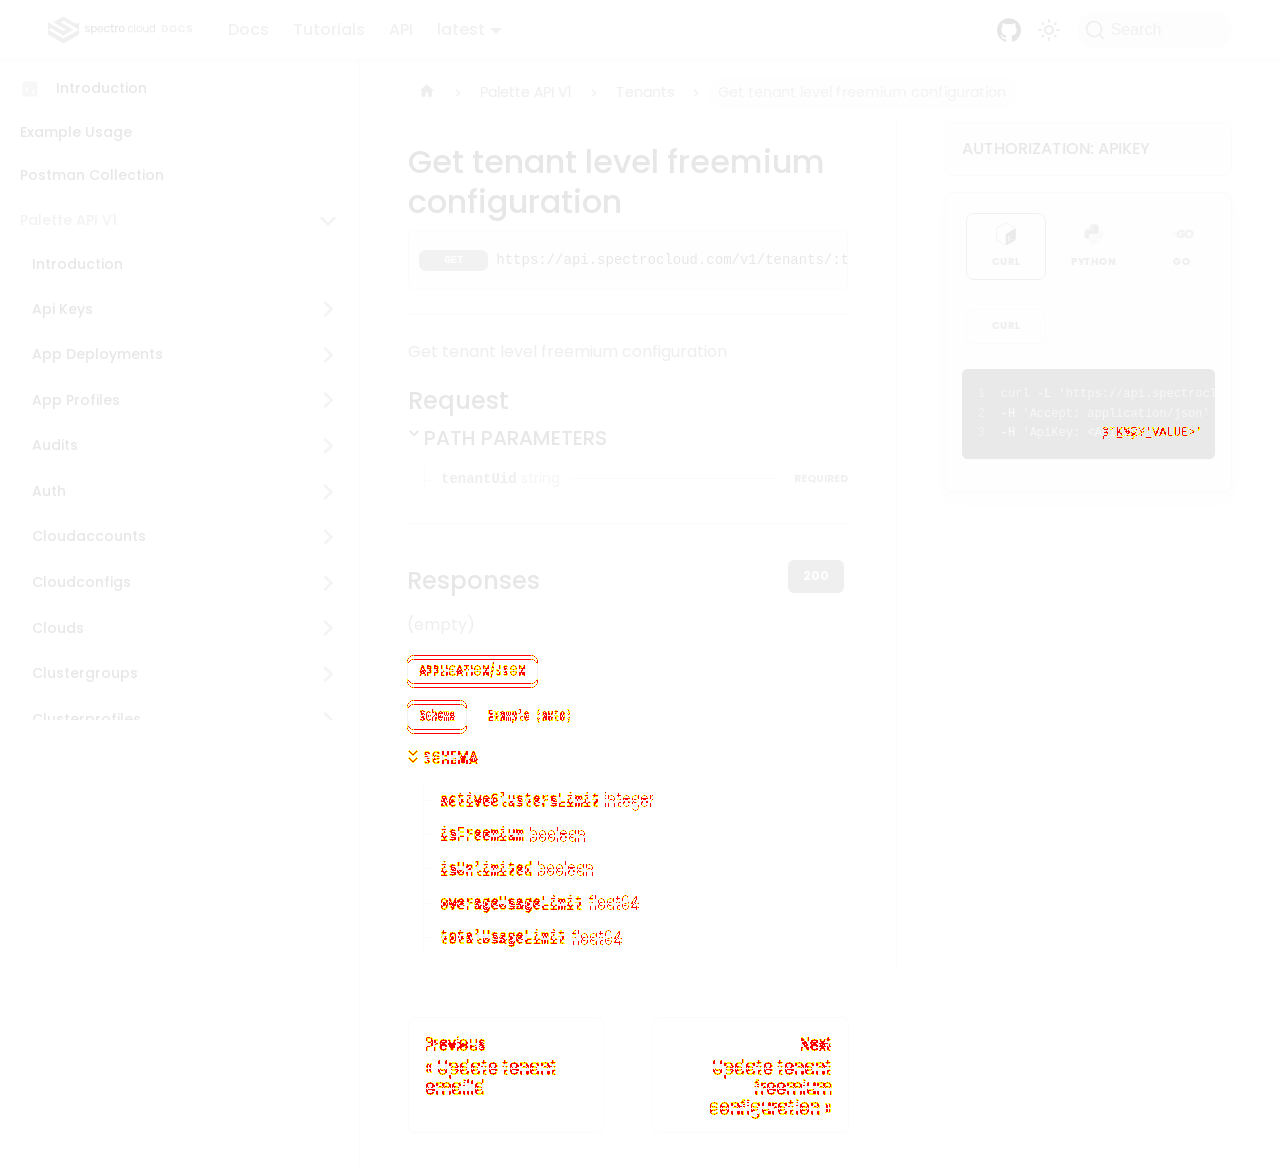 spectro cloud DOCS
Docs Tutorials API latest
Search
Introduction
Example Usage
Postman Collection
Palette API V1
Introduction
Api Keys
App Deployments
App Profiles
Audits
Auth
Cloudaccounts
Cloudconfigs
Clouds
Clustergroups
Clusterprofiles
Palette API V1 > Tenants > Get tenant level freemium configuration
Get tenant level freemium
configuration
GET https://api.spectrocloud.com/v1/tenants/:t
Get tenant level freemium configuration
Request
PATH PARAMETERS
tenantUid string REQUIRED
Responses
200
(empty)
APPLICATION/JSON
Schema Example (auto)
SCHEMA
activeClustersLimit integer
isFreemium boolean
isUnlimited boolean
overageUsageLimit float64
totalUsageLimit float64
Previous
« Update tenant
emailId
Next
Update tenant
freemium
configuration »
AUTHORIZATION: APIKEY
CURL PYTHON GO
CURL
1 curl -L 'https://api.spectrocl
2 -H 'Accept: application/json'
3 -H 'ApiKey: VALUE>'